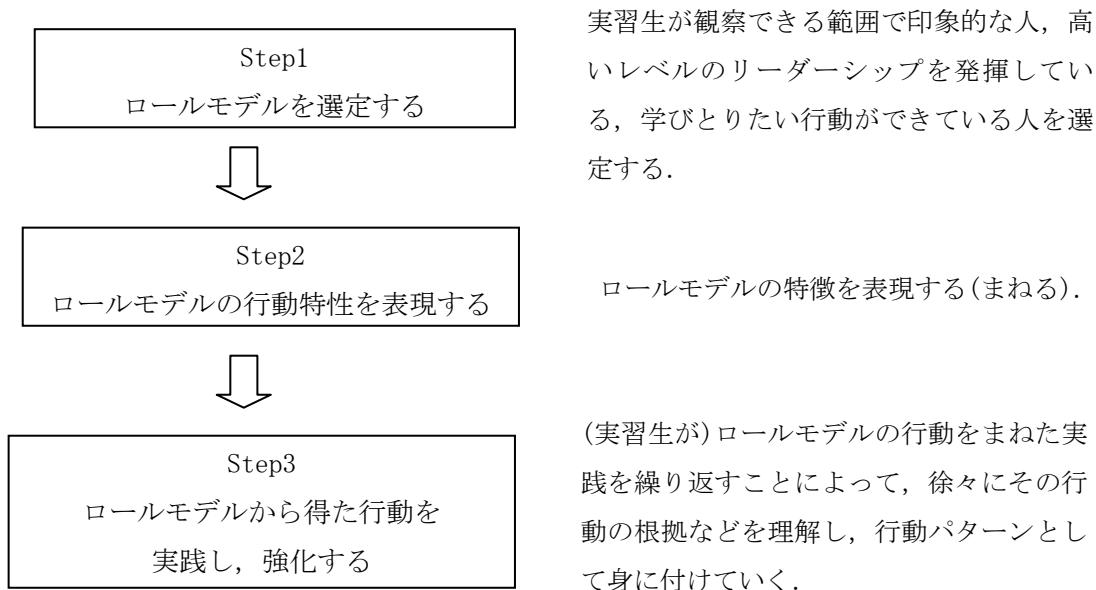 Step1
ロールモデルを選定する
実習生が観察できる範囲で印象的な人，高
いレベルのリーダーシップを発揮してい
る，学びとりたい行動ができている人を選
定する．
Step2
ロールモデルの行動特性を表現する
ロールモデルの特徴を表現する(まねる)．
Step3
ロールモデルから得た行動を
実践し，強化する
(実習生が)ロールモデルの行動をまねた実
践を繰り返すことによって，徐々にその行
動の根拠などを理解し，行動パターンとし
て身に付けていく．